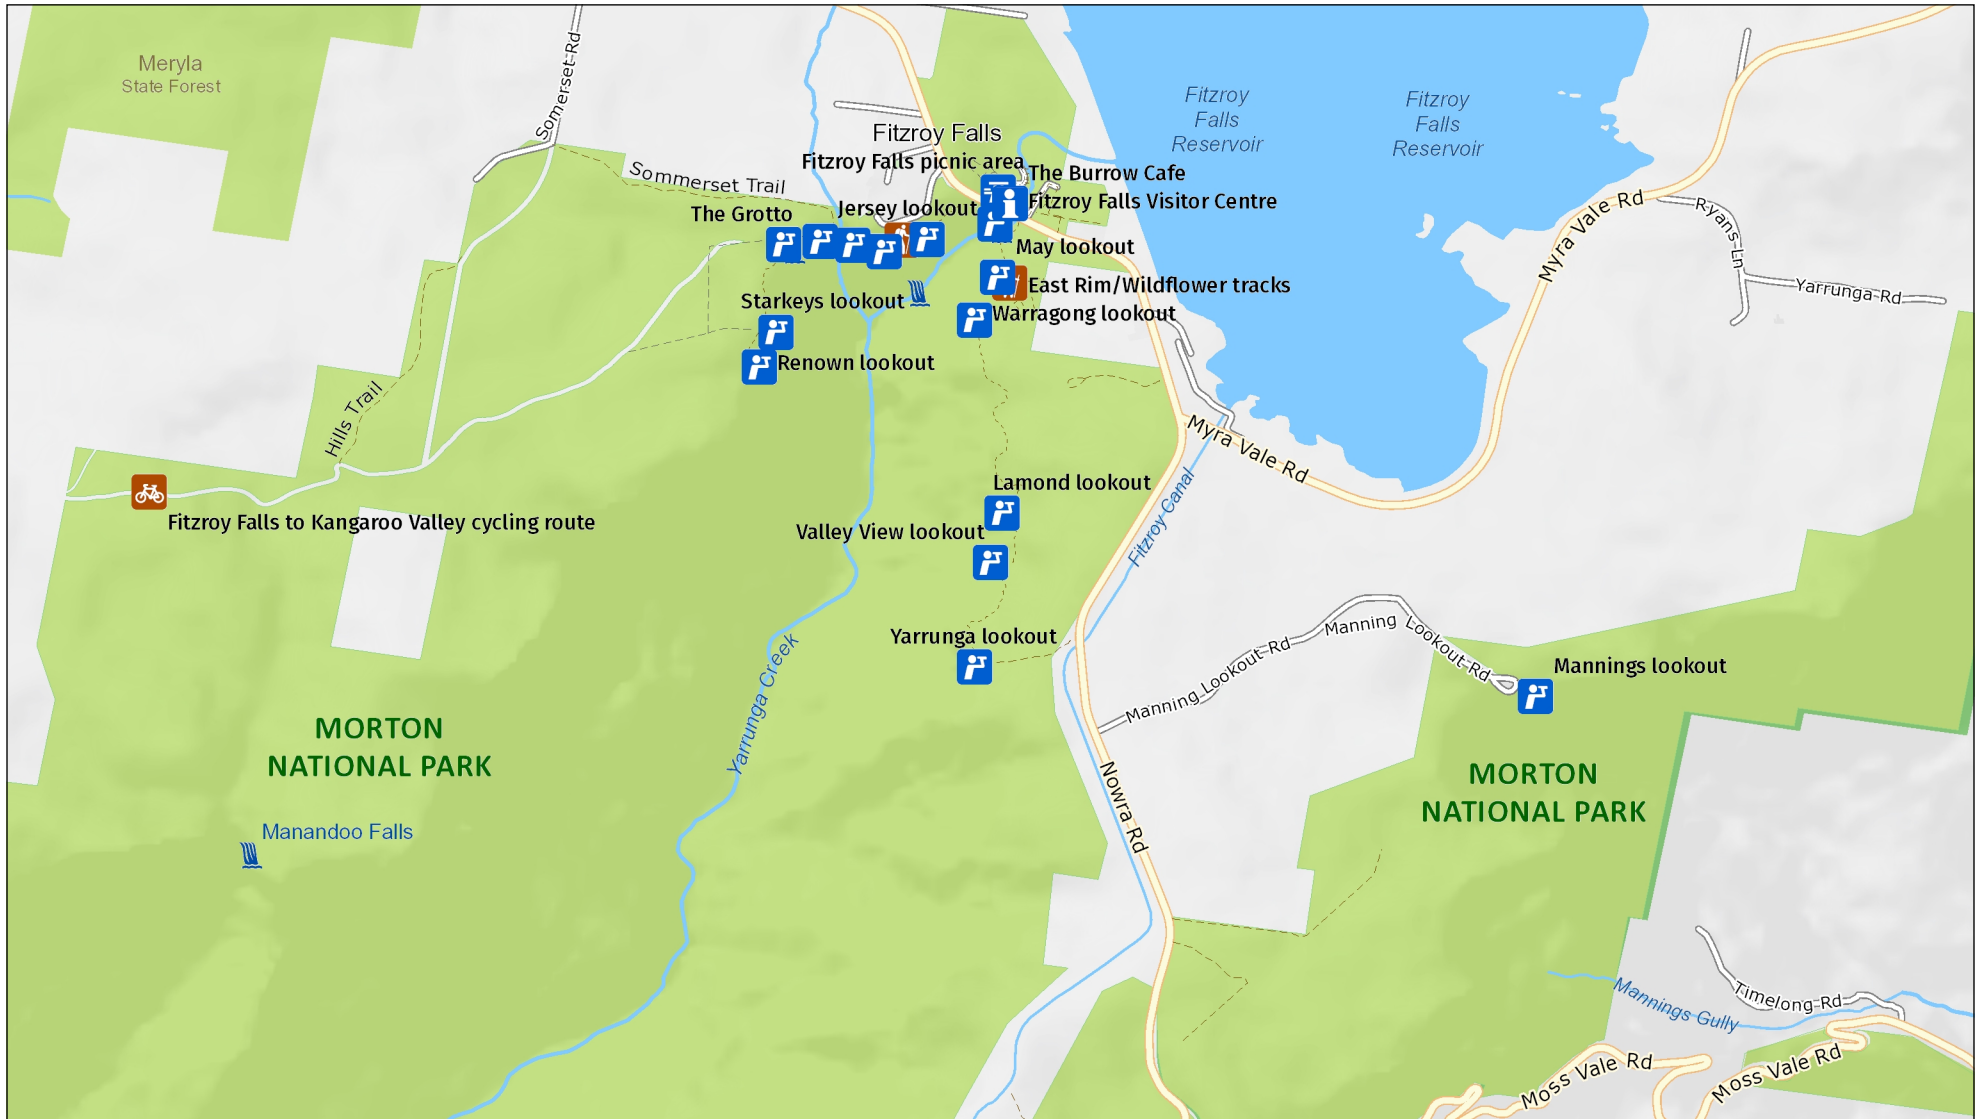 Meryla
State Forest
Somerset-Rd
Fitzroy
Falls
Reservoir
Fitzroy
Falls
Reservoir
Fitzroy Falls
Fitzroy Falls picnic area
The Burrow Cafe
Sommerset Trail
Fitzroy Falls Visitor Centre
The Grotto
Jersey lookout
May lookout
Myra Vale Rd
Ryans Ln
Yarrunga Rd
East Rim/Wildflower tracks
Starkeys lookout
Warragong lookout
Renown lookout
Hills Trail
Myra Vale Rd
Lamond lookout
Fitzroy Canal
Fitzroy Falls to Kangaroo Valley cycling route
Valley View lookout
Yarrunga lookout
Manning Lookout Rd
Manning Lookout Rd
Mannings lookout
Yarrunga Creek
MORTON
NATIONAL PARK
MORTON
NATIONAL PARK
Nowra Rd
Manandoo Falls
Mannings Gully
Timelong Rd
Moss Vale Rd
Moss Vale Rd